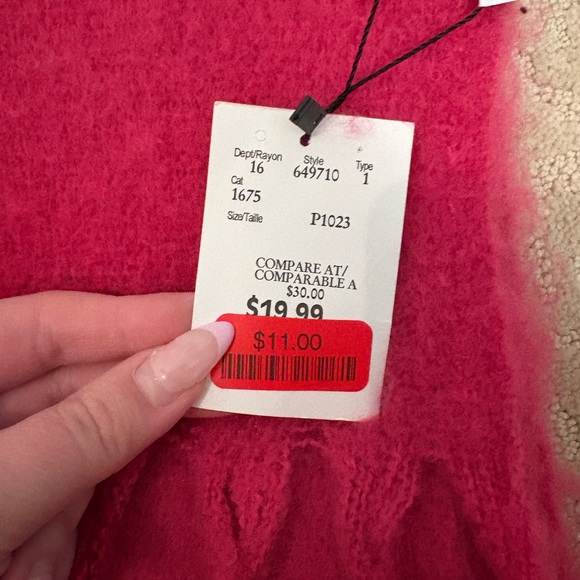 Dept/Rayon Style Type
16 649710 1
Cat
1675
Size/Taille P1023
COMPARE AT/
COMPARABLE A
$30.00
$19.99
$11.00